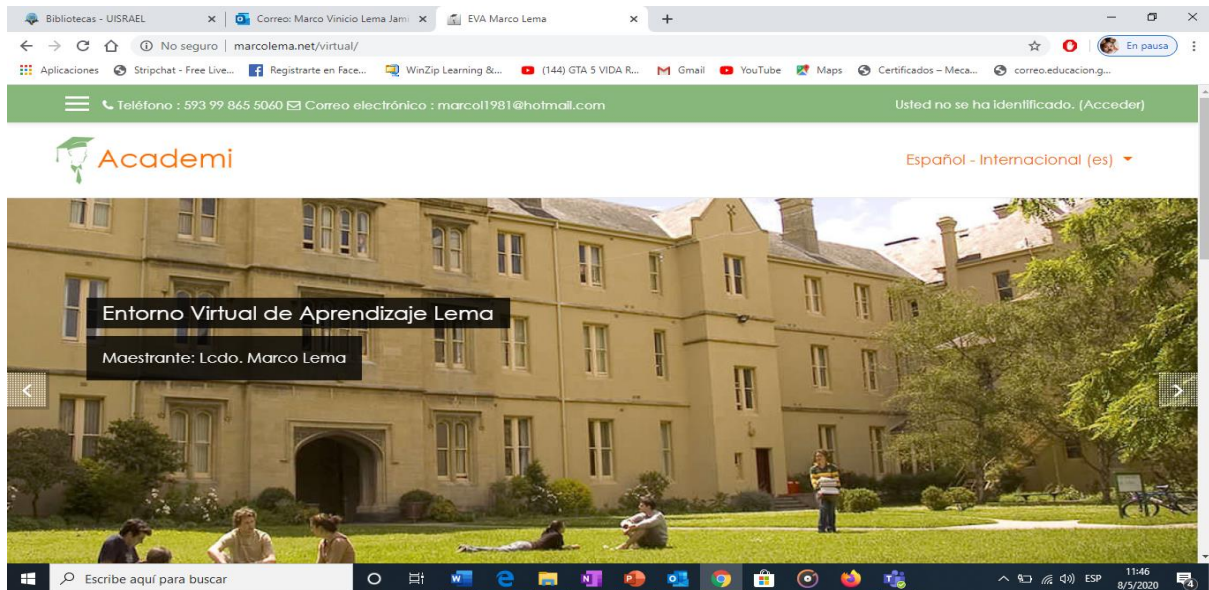 Bibliotecas - UISRAEL
Correo: Marco Vinicio Lema Jami
EVA Marco Lema
No seguro | marcolema.net/virtual/
En pausa
Aplicaciones Stripchat - Free Live... Registrarte en Face... WinZip Learning &... (144) GTA 5 VIDA R... Gmail YouTube Maps Certificados – Meca... correo.educacion.g...
Teléfono : 593 99 865 5060 Correo electrónico : marcol1981@hotmail.com
Usted no se ha identificado. (Acceder)
Academi
Español - Internacional (es)
Entorno Virtual de Aprendizaje Lema
Maestrante: Lcdo. Marco Lema
Escribe aquí para buscar
ESP
11:46
8/5/2020
4